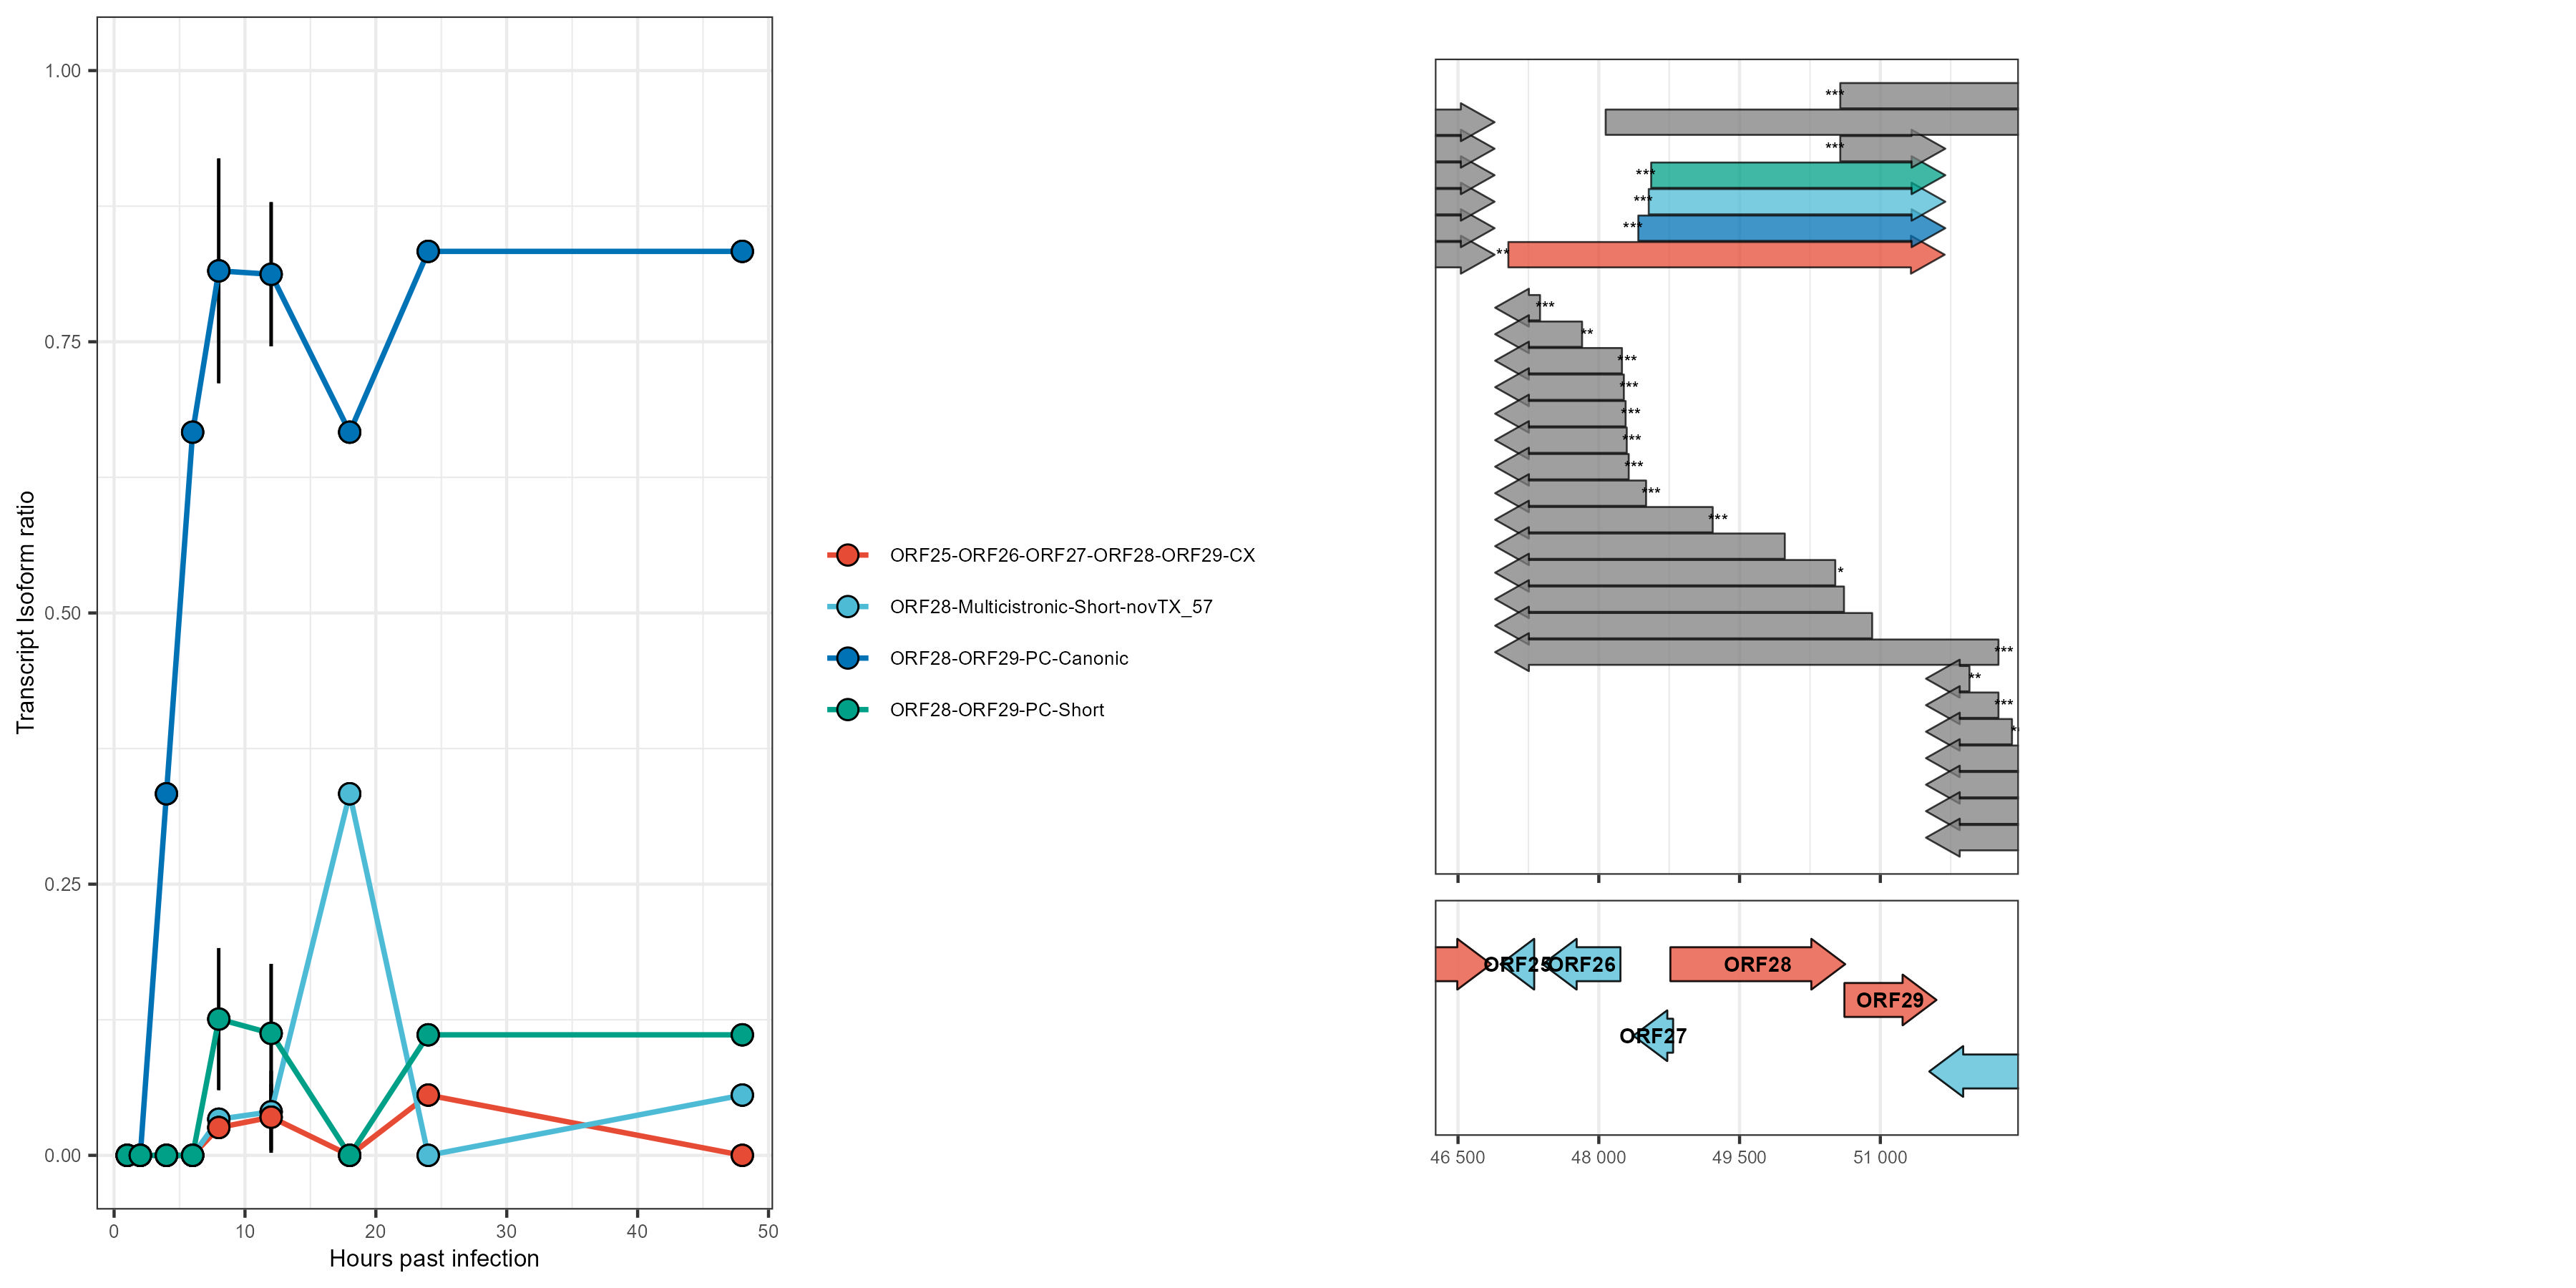 1.00
0.75
0.50
0.25
0.00
Transcript Isoform ratio
0 10 20 30 40 50
Hours past infection
ORF25-ORF26-ORF27-ORF28-ORF29-CX
ORF28-Multicistronic-Short-novTX_57
ORF28-ORF29-PC-Canonic
ORF28-ORF29-PC-Short
***
***
***
***
***
**
***
**
***
***
***
***
***
***
***
*
***
**
***
*
ORF25 ORF26 ORF28
ORF29
ORF27
46 500 48 000 49 500 51 000